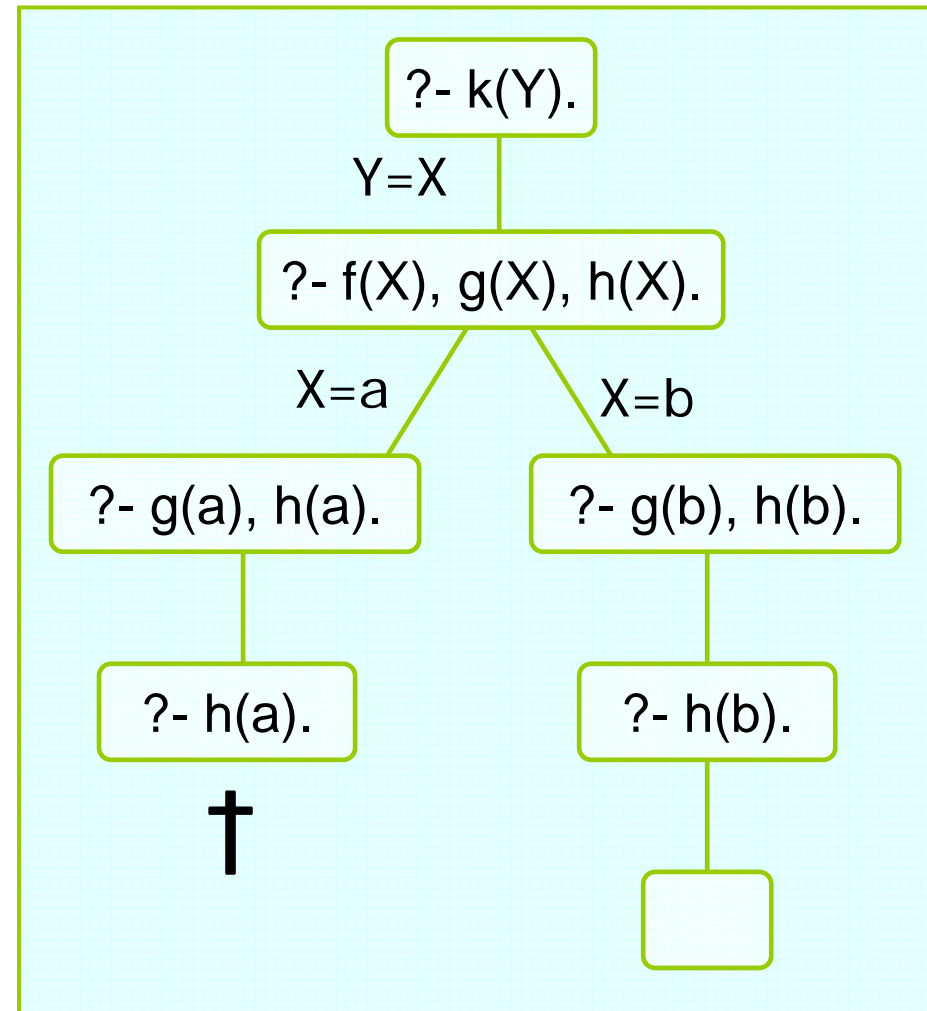 ?- k(Y).
Y=X
?- f(X), g(X), h(X).
X=a
X=b
?- g(a), h(a).
?- g(b), h(b).
?- h(a).
?- h(b).
†